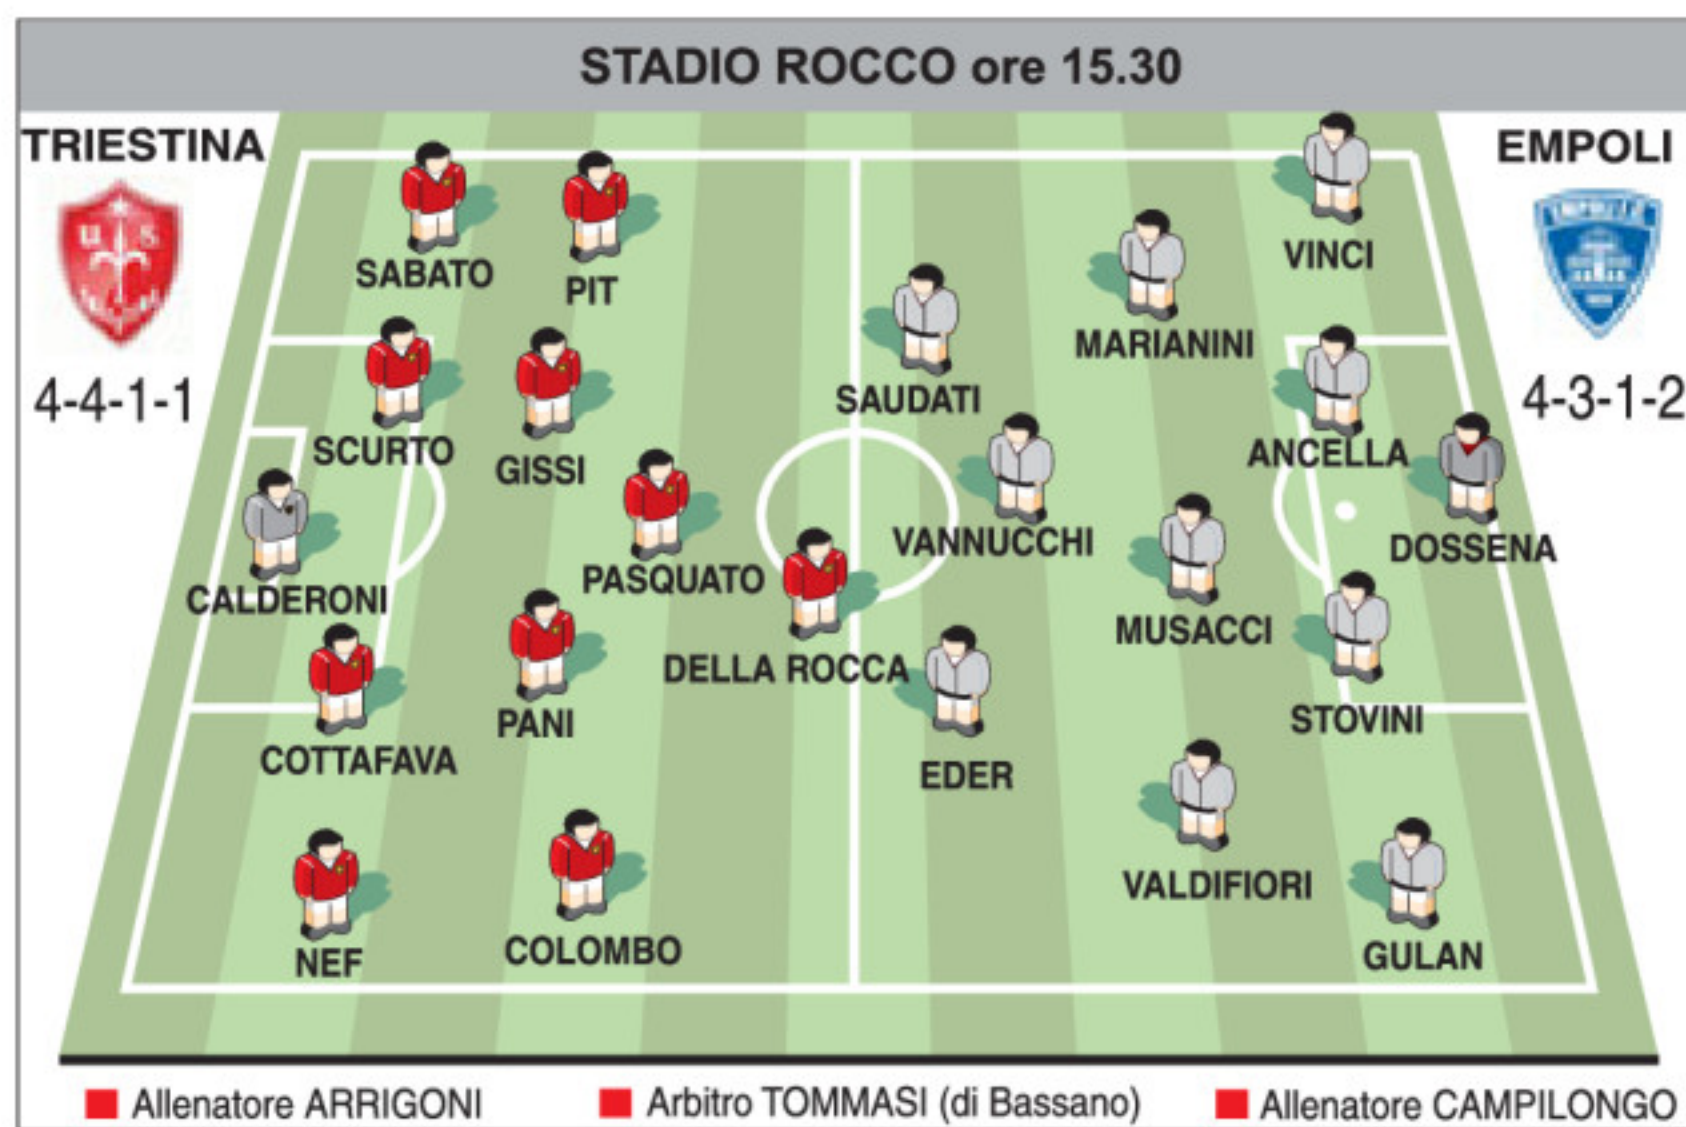 STADIO ROCCO ore 15.30
TRIESTINA
U S
4-4-1-1
EMPOLI
4-3-1-2
SABATO
PIT
VINCI
MARIANINI
SAUDATI
SCURTO
GISSI
ANCELLA
VANNUCCHI
DOSSENA
PASQUATO
CALDERONI
MUSACCI
DELLA ROCCA
PANI
STOVINI
COTTAFAVA
EDER
VALDIFIORI
NEF
COLOMBO
GULAN
Allenatore ARRIGONI
Arbitro TOMMASI (di Bassano)
Allenatore CAMPILONGO